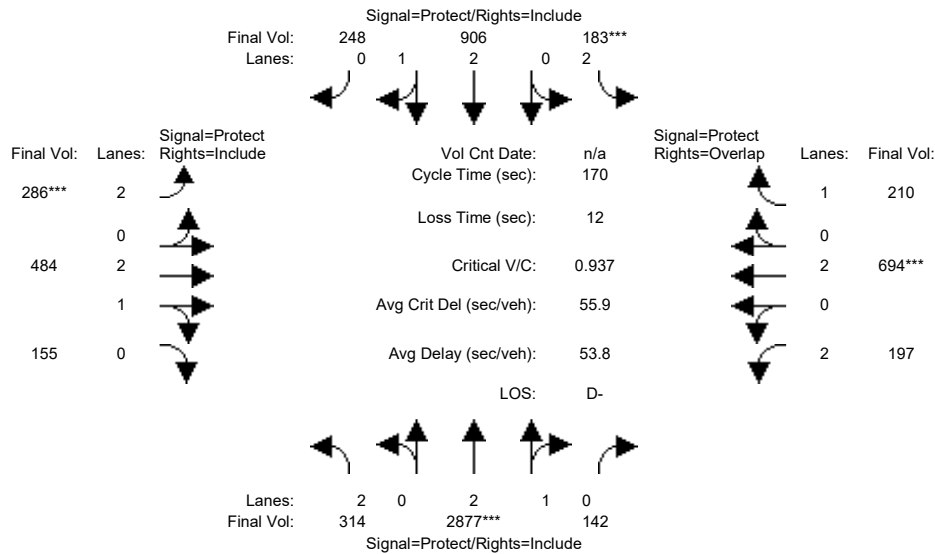 Signal=Protect/Rights=Include
Final Vol: 248 906 183***
Lanes: 0 1 2 0 2
Signal=Protect
Final Vol: Lanes: Rights=Include
Vol Cnt Date: n/a
Signal=Protect
Rights=Overlap Lanes: Final Vol:
Cycle Time (sec): 170
286*** 2
1 210
Loss Time (sec): 12
0
0
484 2
Critical V/C: 0.937
2 694***
1
Avg Crit Del (sec/veh): 55.9
0
155 0
Avg Delay (sec/veh): 53.8
2 197
LOS: D-
Lanes: 2 0 2 1 0
Final Vol: 314 2877*** 142
Signal=Protect/Rights=Include